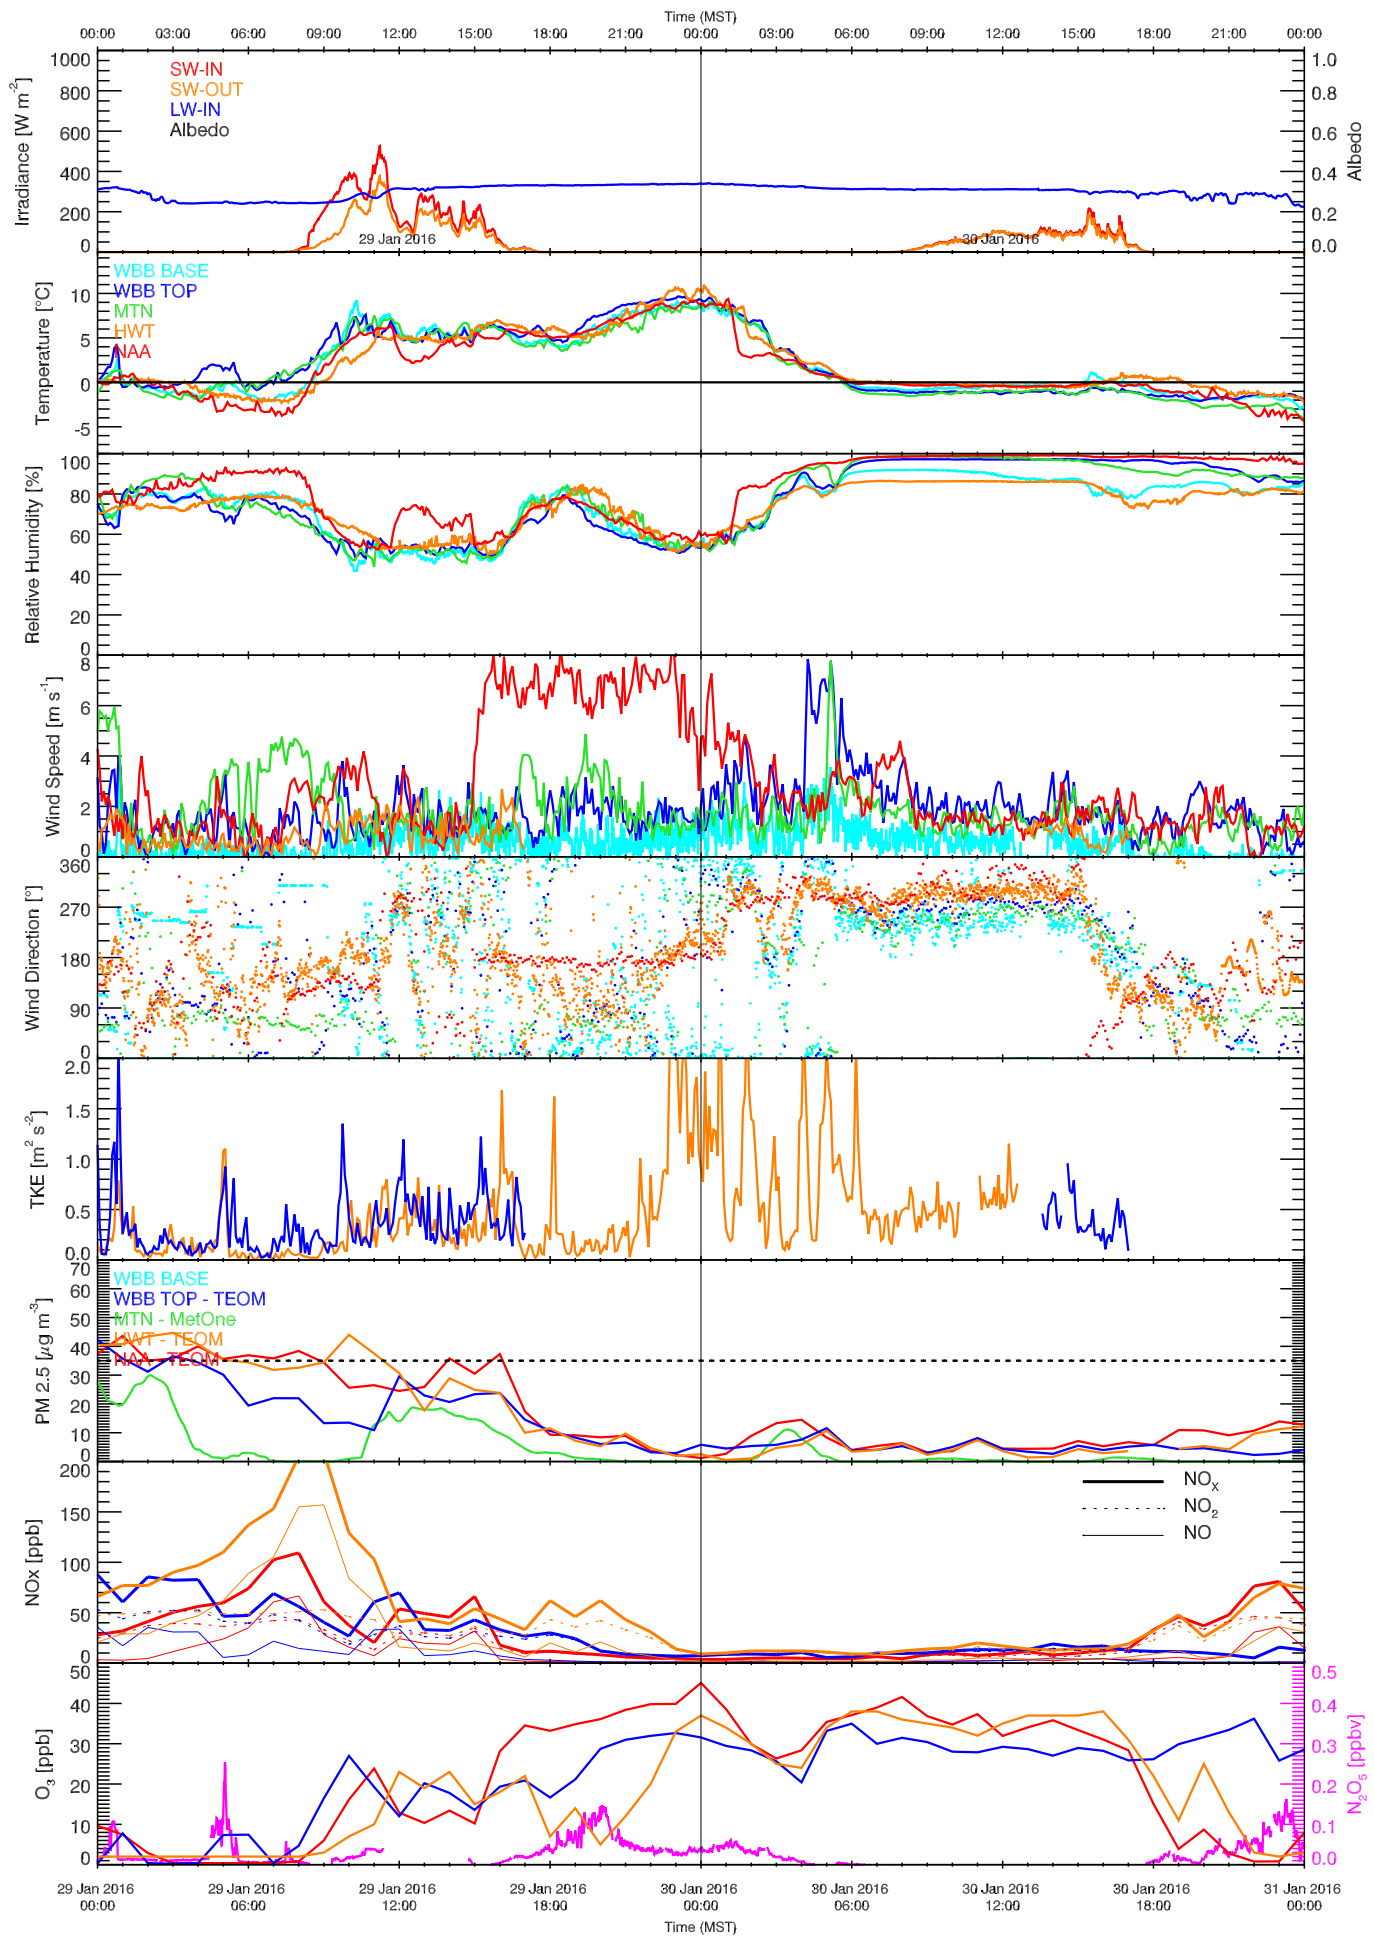 Time (MST)
00:00 03:00 06:00 09:00 12:00 15:00 18:00 21:00 00:00 03:00 06:00 09:00 12:00 15:00 18:00 21:00 00:00
1000 1.0
SW-IN
SW-OUT
800 0.8
LW-IN
600 Albedo 0.6
400 0.4
200 0.2
0 0.0
Irradiance [W m-2]
Albedo
29 Jan 2016 30 Jan 2016
WBB BASE
WBB TOP
MTN
HWT
NAA
10
5
0
-5
Temperature [°C]
100
80
60
40
20
0
Relative Humidity [%]
8
6
4
2
0
Wind Speed [m s-1]
360
270
180
90
0
Wind Direction [°]
2.0
1.5
1.0
0.5
0.0
TKE [m2 s-2]
70
60
50
40
30
20
10
0
PM 2.5 [μg m-3]
WBB BASE
WBB TOP - TEOM
MTN - MetOne
HWT - TEOM
NAA - TEOM
200
150
100
50
0
NOx [ppb]
NOX
NO2
NO
50 0.5
40 0.4
30 0.3
20 0.2
10 0.1
0 0.0
O3 [ppb]
N2O5 [ppbv]
29 Jan 2016 29 Jan 2016 29 Jan 2016 29 Jan 2016 30 Jan 2016 30 Jan 2016 30 Jan 2016 30 Jan 2016 31 Jan 2016
00:00 06:00 12:00 18:00 00:00 06:00 12:00 18:00 00:00
Time (MST)